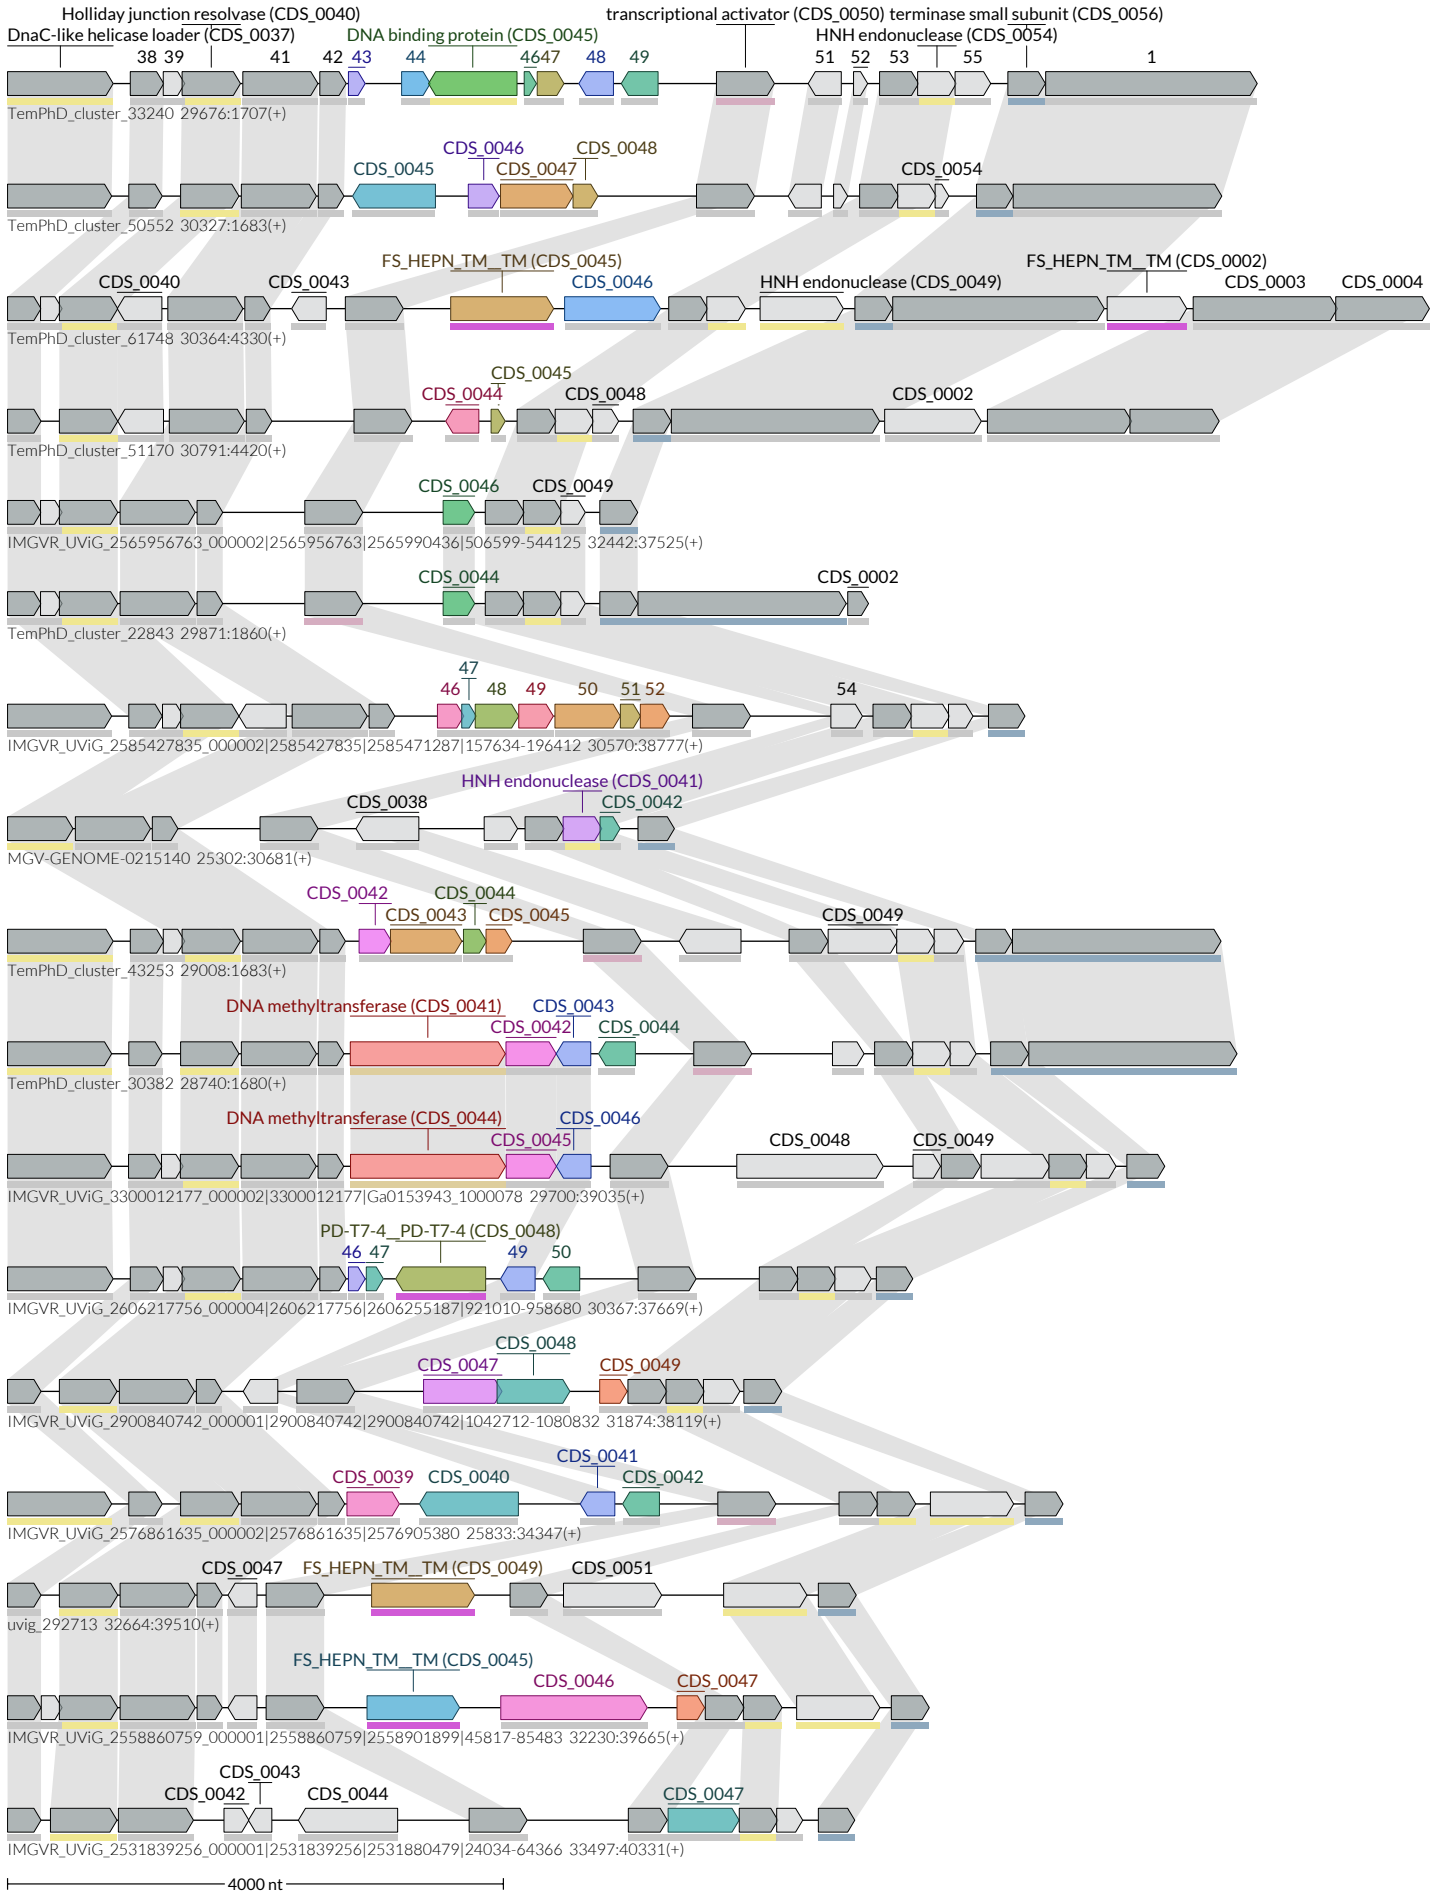 Holliday junction resolvase (CDS_0040) transcriptional activator (CDS_0050) terminase small subunit (CDS_0056)
DnaC-like helicase loader (CDS_0037) DNA binding protein (CDS_0045) HNH endonuclease (CDS_0054)
38 39 41 42 43 44 46 47 48 49 51 52 53 55 1
TemPhD_cluster_33240 29676:1707(+)
CDS_0046 CDS_0048
CDS_0045 CDS_0047 CDS_0054
TemPhD_cluster_50552 30327:1683(+)
FS_HEPN_TM__TM (CDS_0045) FS_HEPN_TM__TM (CDS_0002)
CDS_0040 CDS_0043 CDS_0046 HNH endonuclease (CDS_0049) CDS_0003 CDS_0004
TemPhD_cluster_61748 30364:4330(+)
CDS_0045
CDS_0044 CDS_0048 CDS_0002
TemPhD_cluster_51170 30791:4420(+)
CDS_0046 CDS_0049
IMGVR_UViG_2565956763_000002|2565956763|2565990436|506599-544125 32442:37525(+)
CDS_0044 CDS_0002
TemPhD_cluster_22843 29871:1860(+)
47
46 48 49 50 51 52 54
IMGVR_UViG_2585427835_000002|2585427835|2585471287|157634-196412 30570:38777(+)
HNH endonuclease (CDS_0041)
CDS_0038 CDS_0042
MGV-GENOME-0215140 25302:30681(+)
CDS_0042 CDS_0044
CDS_0043 CDS_0045 CDS_0049
TemPhD_cluster_43253 29008:1683(+)
DNA methyltransferase (CDS_0041) CDS_0043
CDS_0042 CDS_0044
TemPhD_cluster_30382 28740:1680(+)
DNA methyltransferase (CDS_0044) CDS_0046
CDS_0045 CDS_0048 CDS_0049
IMGVR_UViG_3300012177_000002|3300012177|Ga0153943_1000078 29700:39035(+)
PD-T7-4__PD-T7-4 (CDS_0048)
46 47 49 50
IMGVR_UViG_2606217756_000004|2606217756|2606255187|921010-958680 30367:37669(+)
CDS_0048
CDS_0047 CDS_0049
IMGVR_UViG_2900840742_000001|2900840742|2900840742|1042712-1080832 31874:38119(+)
CDS_0041
CDS_0039 CDS_0040 CDS_0042
IMGVR_UViG_2576861635_000002|2576861635|2576905380 25833:34347(+)
CDS_0047 FS_HEPN_TM__TM (CDS_0049) CDS_0051
uvig_292713 32664:39510(+)
FS_HEPN_TM__TM (CDS_0045)
CDS_0046 CDS_0047
IMGVR_UViG_2558860759_000001|2558860759|2558901899|45817-85483 32230:39665(+)
CDS_0043
CDS_0042 CDS_0044 CDS_0047
IMGVR_UViG_2531839256_000001|2531839256|2531880479|24034-64366 33497:40331(+)
4000 nt